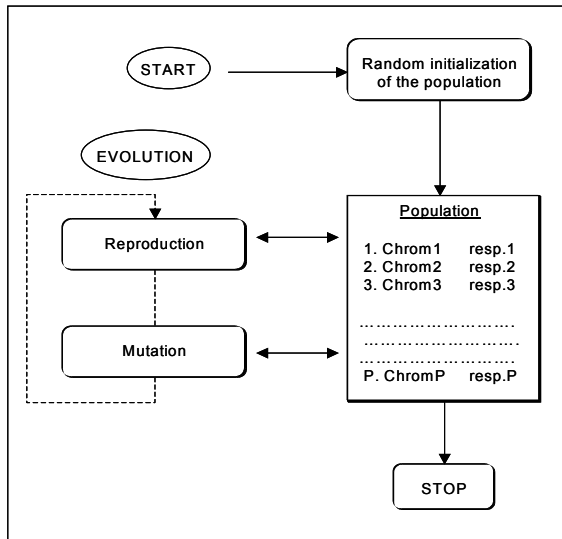 START
Random initialization
of the population
EVOLUTION
Population
Reproduction
1. Chrom1 resp.1
2. Chrom2 resp.2
3. Chrom3 resp.3
……………………….
……………………….
……………………….
Mutation
P. ChromP resp.P
STOP